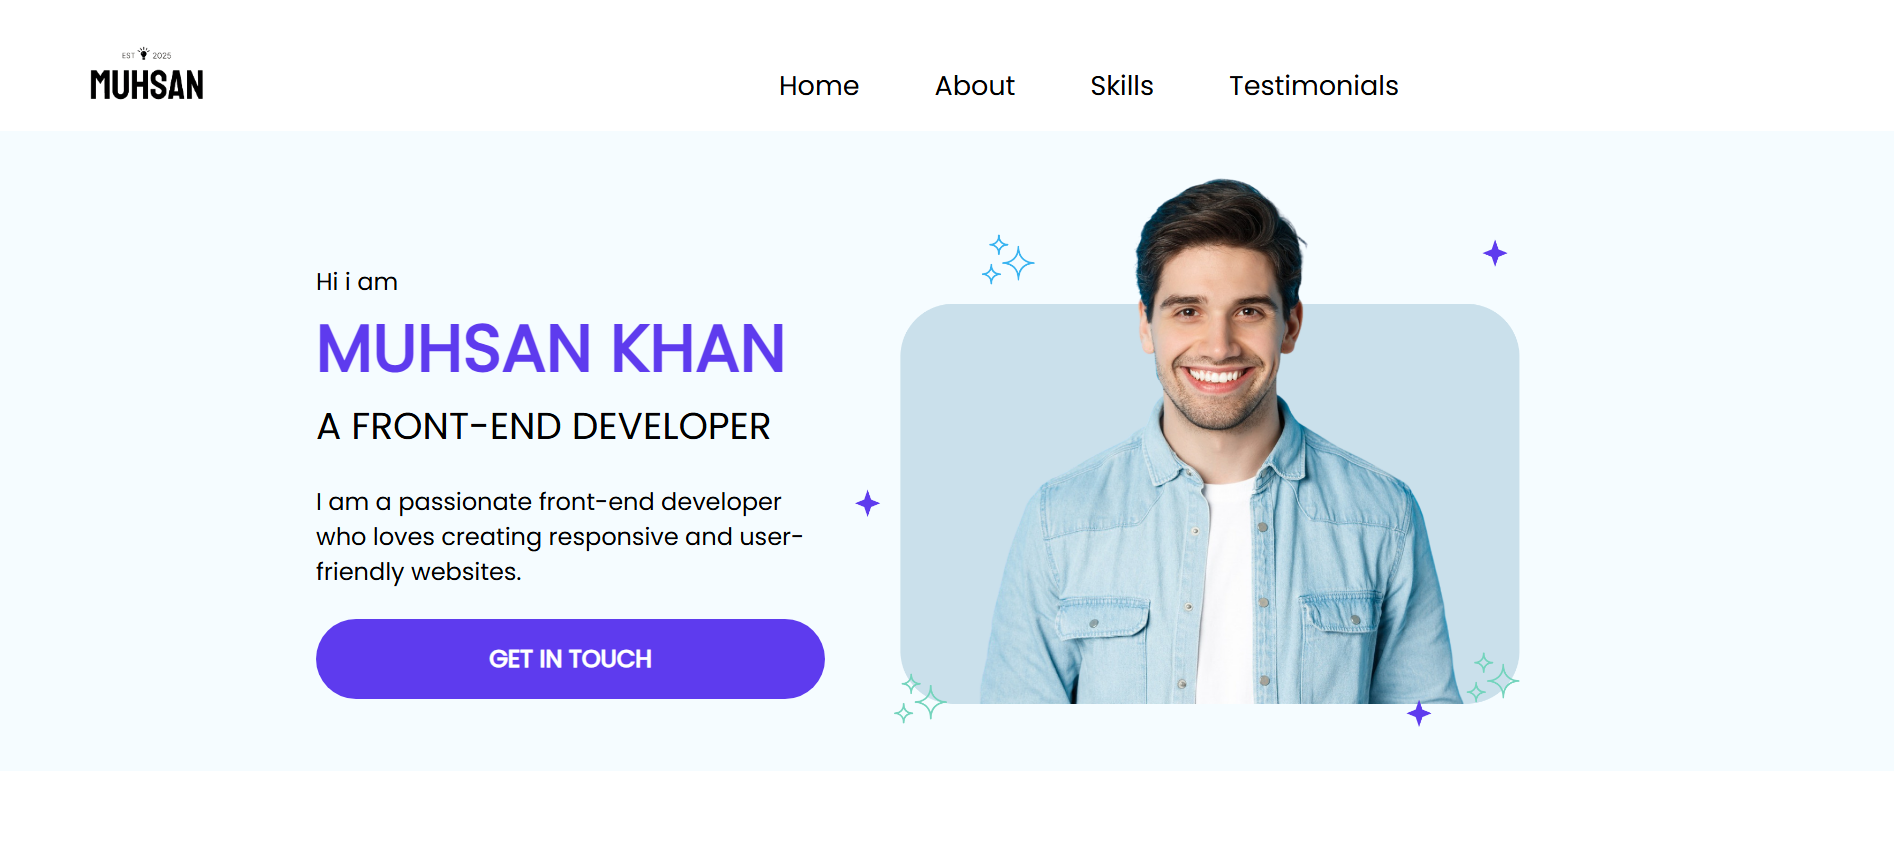 EST 2025
MUHSAN
Home About Skills Testimonials
Hi i am
MUHSAN KHAN
A FRONT-END DEVELOPER
I am a passionate front-end developer
who loves creating responsive and user-
friendly websites.
GET IN TOUCH